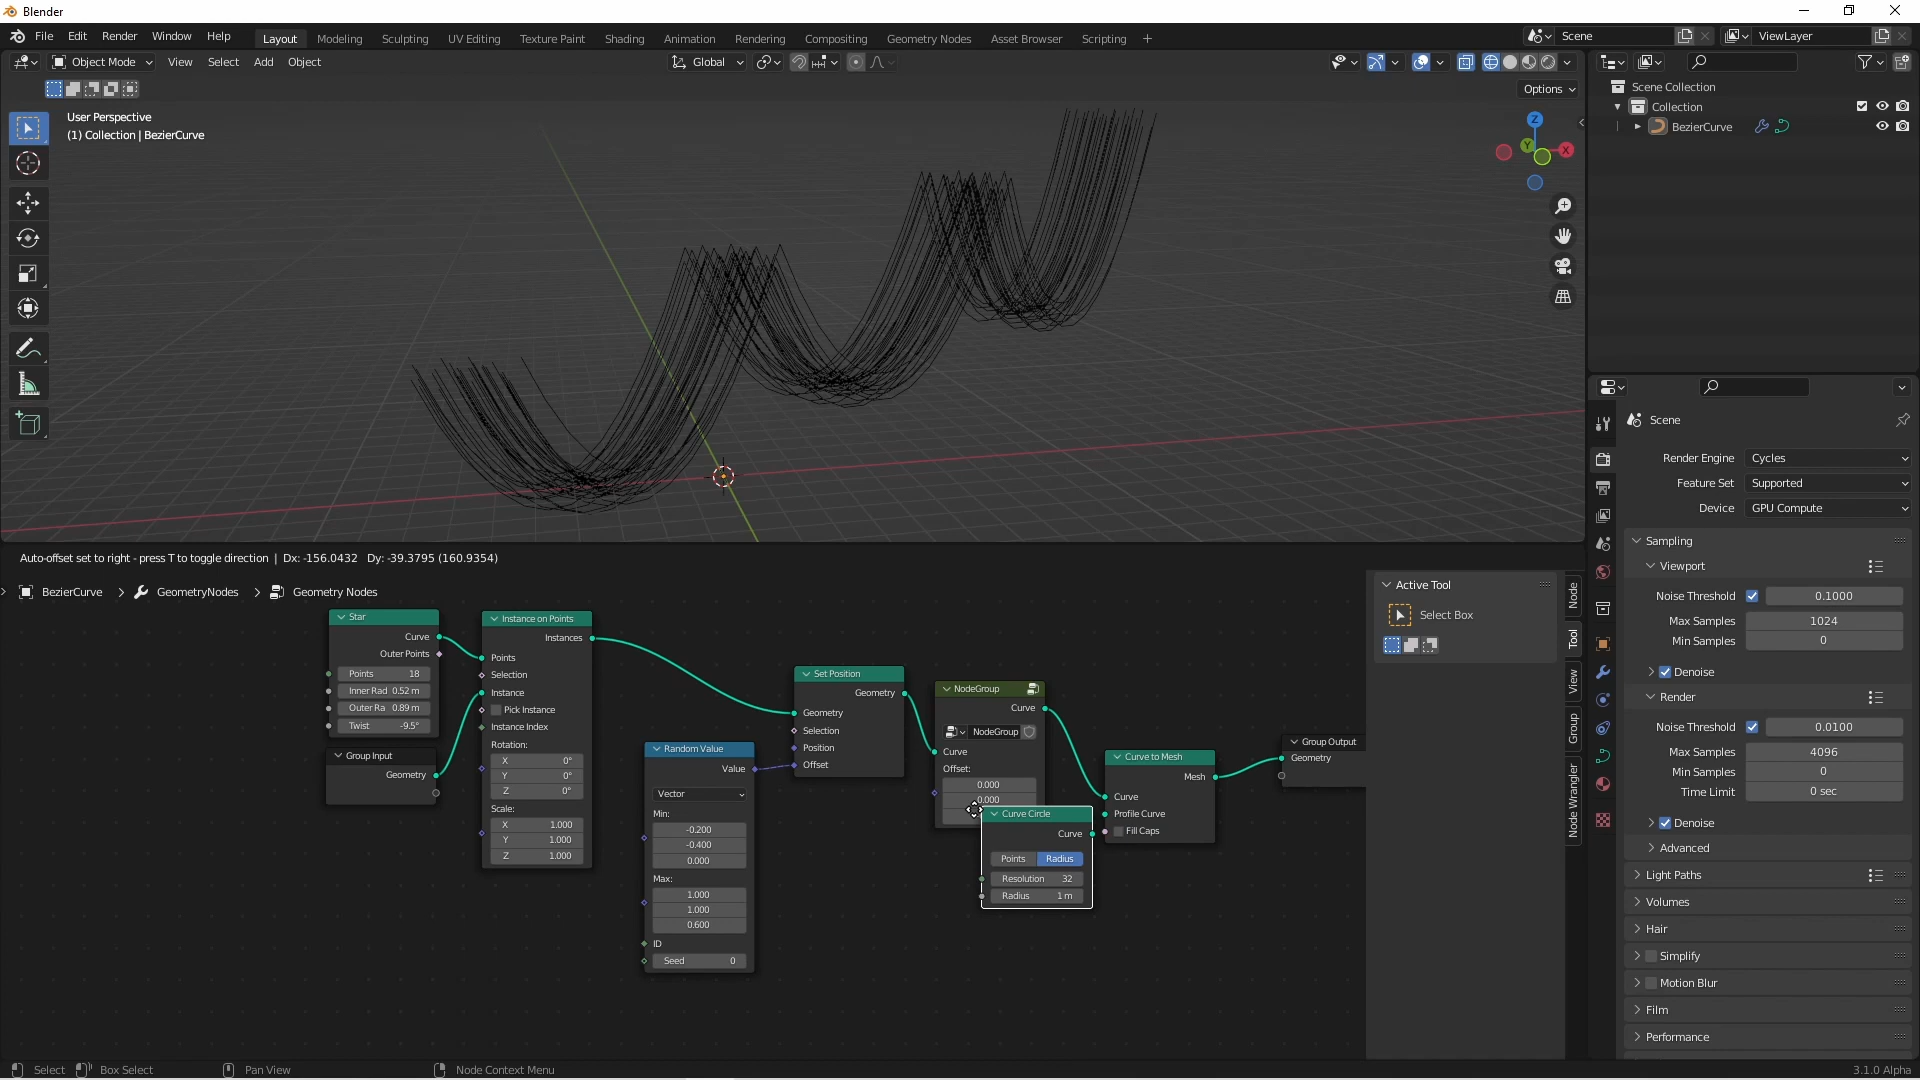 Blender
File Edit Render Window Help
Layout Modeling Sculpting UV Editing Texture Paint Shading Animation Rendering Compositing Geometry Nodes Asset Browser Scripting +
Scene
ViewLayer
Object Mode View Select Add Object
Global
Options
User Perspective
(1) Collection | BezierCurve
Z
Y
X
Scene Collection
Collection
BezierCurve
Scene
Render Engine Cycles
Feature Set Supported
Device GPU Compute
Sampling
Viewport
Noise Threshold 0.1000
Max Samples 1024
Min Samples 0
Denoise
Render
Noise Threshold 0.0100
Max Samples 4096
Min Samples 0
Time Limit 0 sec
Denoise
Advanced
Light Paths
Volumes
Hair
Simplify
Motion Blur
Film
Performance
Auto-offset set to right - press T to toggle direction | Dx: -156.0432 Dy: -39.3795 (160.9354)
BezierCurve > GeometryNodes > Geometry Nodes
Star
Curve
Outer Points
Points 18
Inner Rad 0.52 m
Outer Ra 0.89 m
Twist -9.5°
Group Input
Geometry
Instance on Points
Instances
Points
Selection
Instance
Pick Instance
Instance Index
Rotation:
X 0°
Y 0°
Z 0°
Scale:
X 1.000
Y 1.000
Z 1.000
Random Value
Value
Vector
Min:
-0.200
-0.400
0.000
Max:
1.000
1.000
0.600
ID
Seed 0
Set Position
Geometry
Geometry
Selection
Position
Offset
NodeGroup
Curve
NodeGroup
Curve
Offset:
0.000
0.000
Curve Circle
Curve
Points Radius
Resolution 32
Radius 1 m
Curve to Mesh
Mesh
Curve
Profile Curve
Fill Caps
Group Output
Geometry
Active Tool
Select Box
Node
Tool
View
Group
Node Wrangler
Select Box Select Pan View Node Context Menu
3.1.0 Alpha